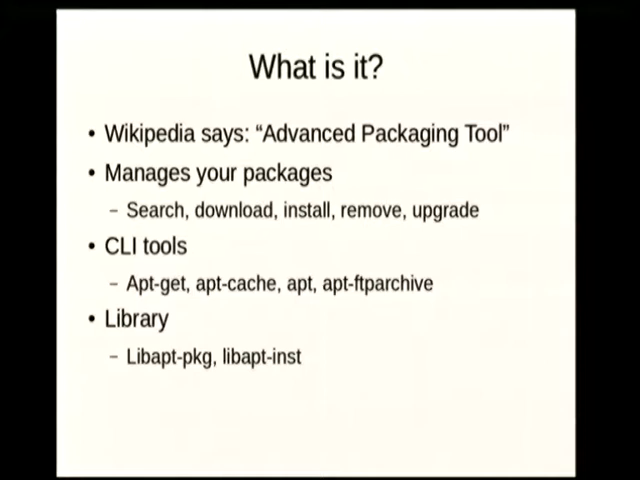 What is it?
• Wikipedia says: “Advanced Packaging Tool”
• Manages your packages
– Search, download, install, remove, upgrade
• CLI tools
– Apt-get, apt-cache, apt, apt-ftparchive
• Library
– Libapt-pkg, libapt-inst